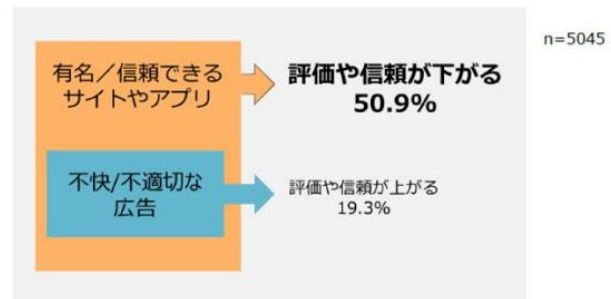 n=5045
有名／信頼できる
サイトやアプリ
評価や信頼が下がる
50.9%
不快/不適切な
広告
評価や信頼が上がる
19.3%